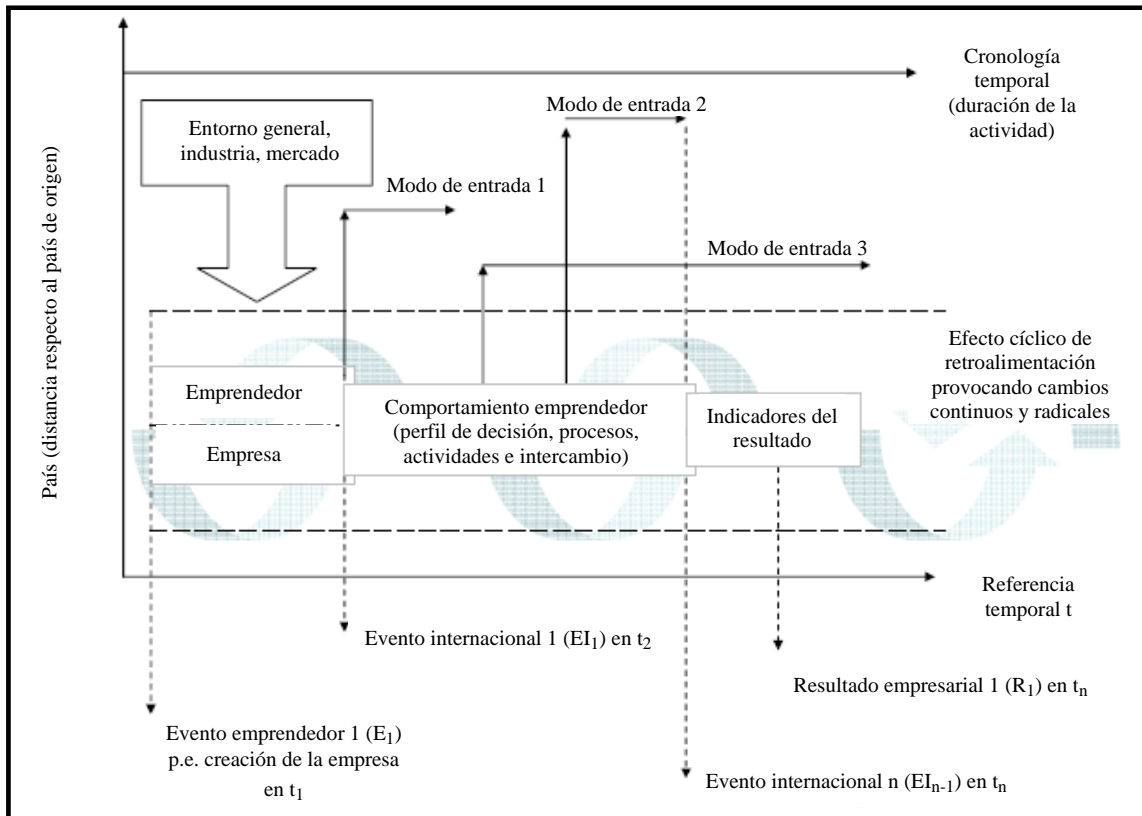 Cronología
temporal
(duración de la
actividad)
Modo de entrada 2
Entorno general,
industria, mercado
Modo de entrada 1
Modo de entrada 3
País (distancia respecto al país de origen)
Efecto cíclico de
retroalimentación
provocando cambios
continuos y radicales
Emprendedor
Empresa
Comportamiento emprendedor
(perfil de decisión, procesos,
actividades e intercambio)
Indicadores del
resultado
Referencia
temporal t
Evento internacional 1 (EI₁) en t₂
Resultado empresarial 1 (R₁) en tₙ
Evento emprendedor 1 (E₁)
p.e. creación de la empresa
en t₁
Evento internacional n (EIₙ₋₁) en tₙ